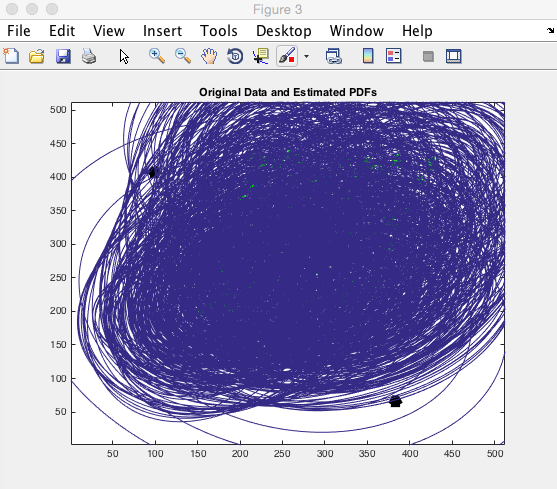 Figure 3
File Edit View Insert Tools Desktop Window Help
Original Data and Estimated PDFs
500
450
400
350
300
250
200
150
100
50
50 100 150 200 250 300 350 400 450 500